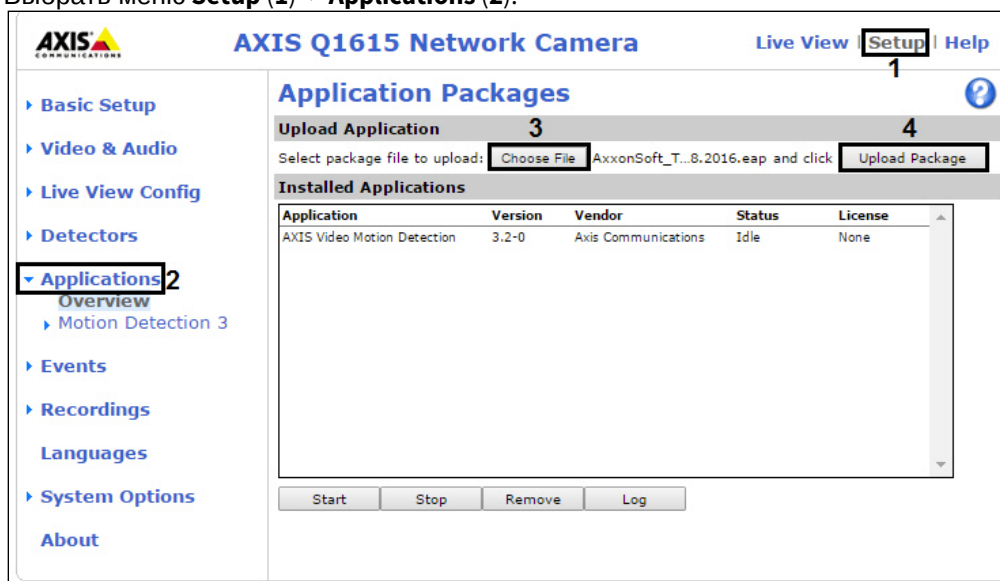 Выбрать меню Setup (1) → Applications (2).
AXIS COMMUNICATIONS
AXIS Q1615 Network Camera
Live View | Setup | Help
1
Basic Setup
Video & Audio
Live View Config
Detectors
Applications 2
Overview
Motion Detection 3
Events
Recordings
Languages
System Options
About
Application Packages
Upload Application
3
4
Select package file to upload: Choose File AxxonSoft_T...8.2016.eap and click Upload Package
Installed Applications
Application Version Vendor Status License
AXIS Video Motion Detection 3.2-0 Axis Communications Idle None
Start Stop Remove Log